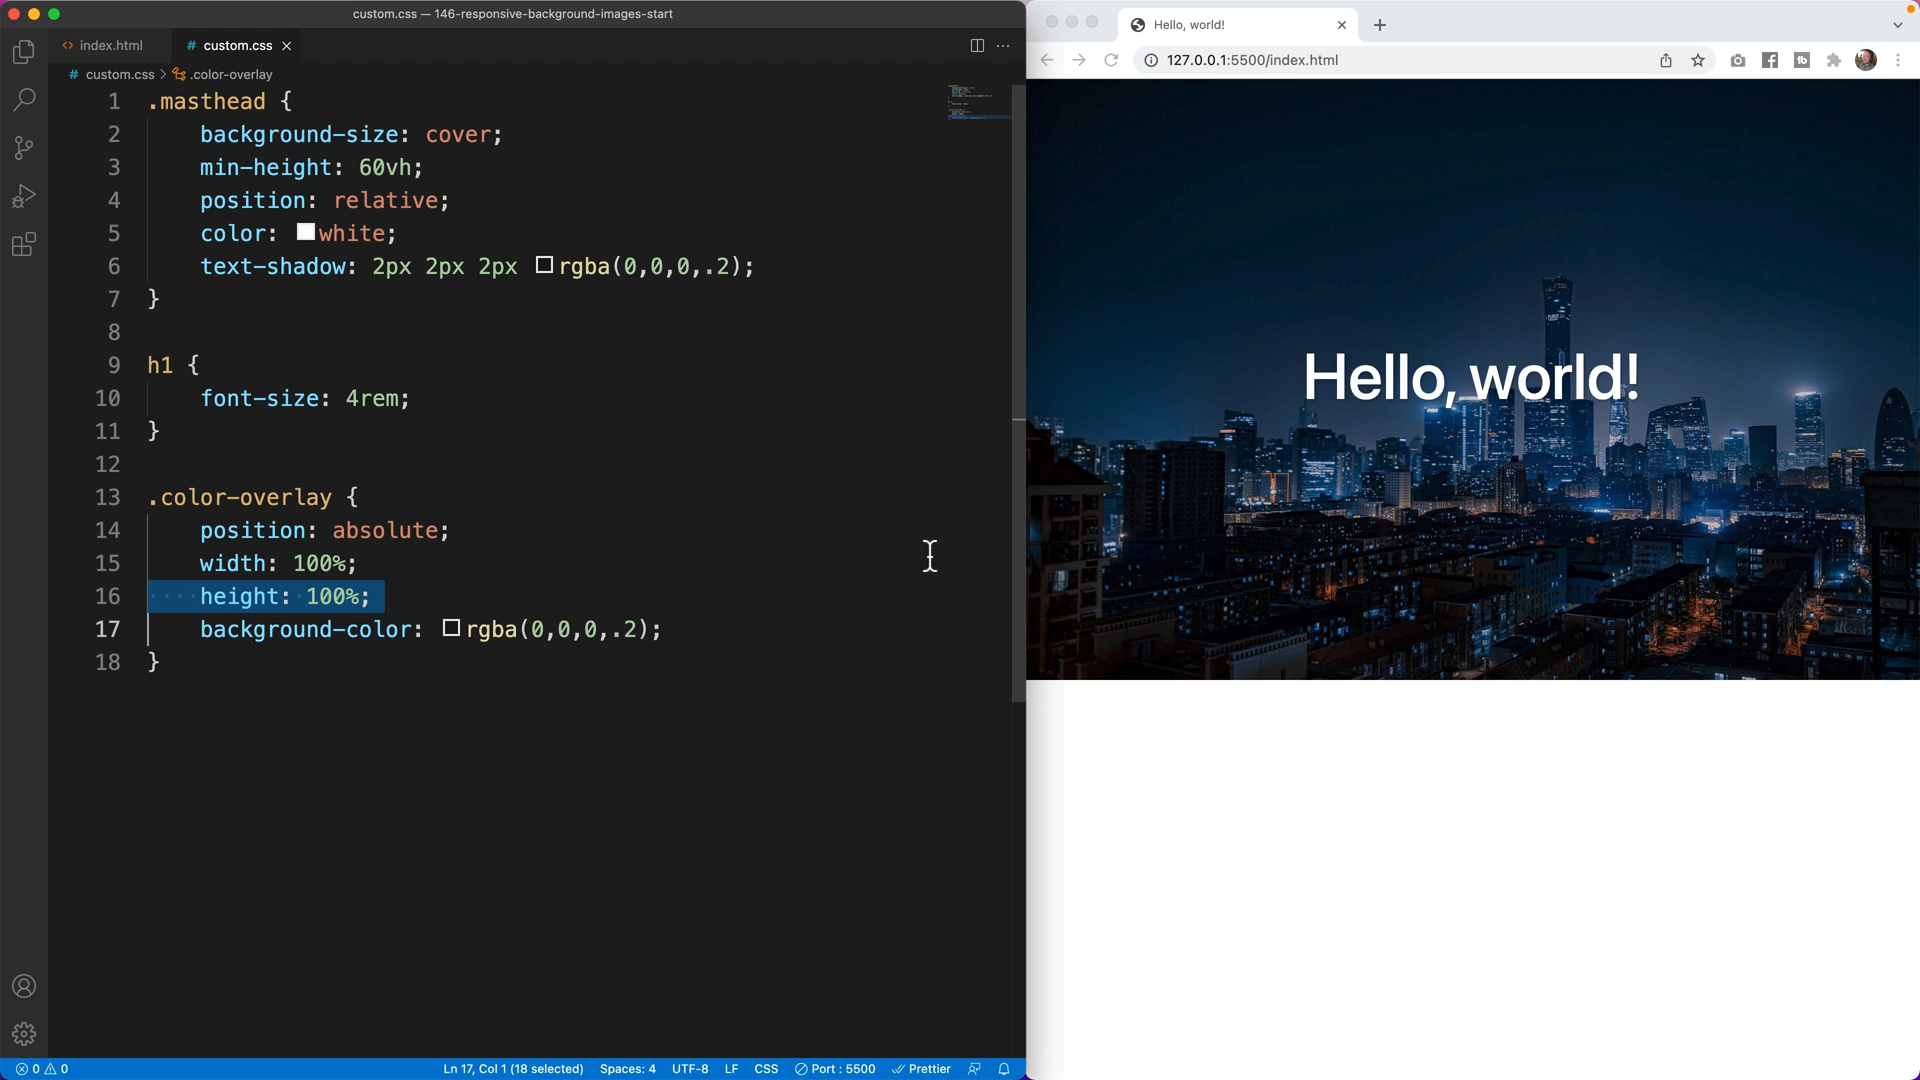 custom.css — 146-responsive-background-images-start
index.html
# custom.css
# custom.css > .color-overlay
1 .masthead {
2 background-size: cover;
3 min-height: 60vh;
4 position: relative;
5 color: white;
6 text-shadow: 2px 2px 2px rgba(0,0,0,.2);
7 }
8
9 h1 {
10 font-size: 4rem;
11 }
12
13 .color-overlay {
14 position: absolute;
15 width: 100%;
16 height: 100%;
17 background-color: rgba(0,0,0,.2);
18 }
0 0 Ln 17, Col 1 (18 selected) Spaces: 4 UTF-8 LF CSS Port : 5500 Prettier
Hello, world!
127.0.0.1:5500/index.html
Hello, world!